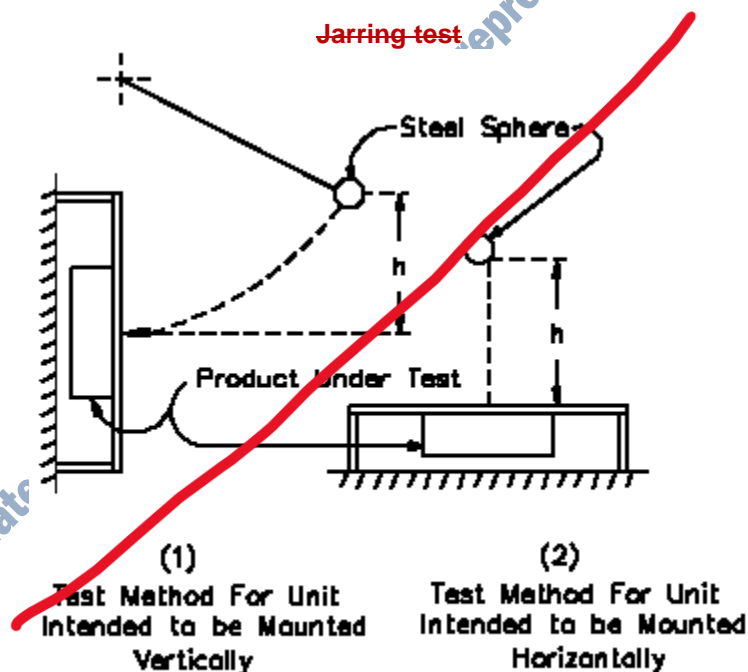 Jarring test
Steel Sphere
h
h
Product Under Test
(1)
Test Method For Unit
Intended to be Mounted
Vertically
(2)
Test Method For Unit
Intended to be Mounted
Horizontally